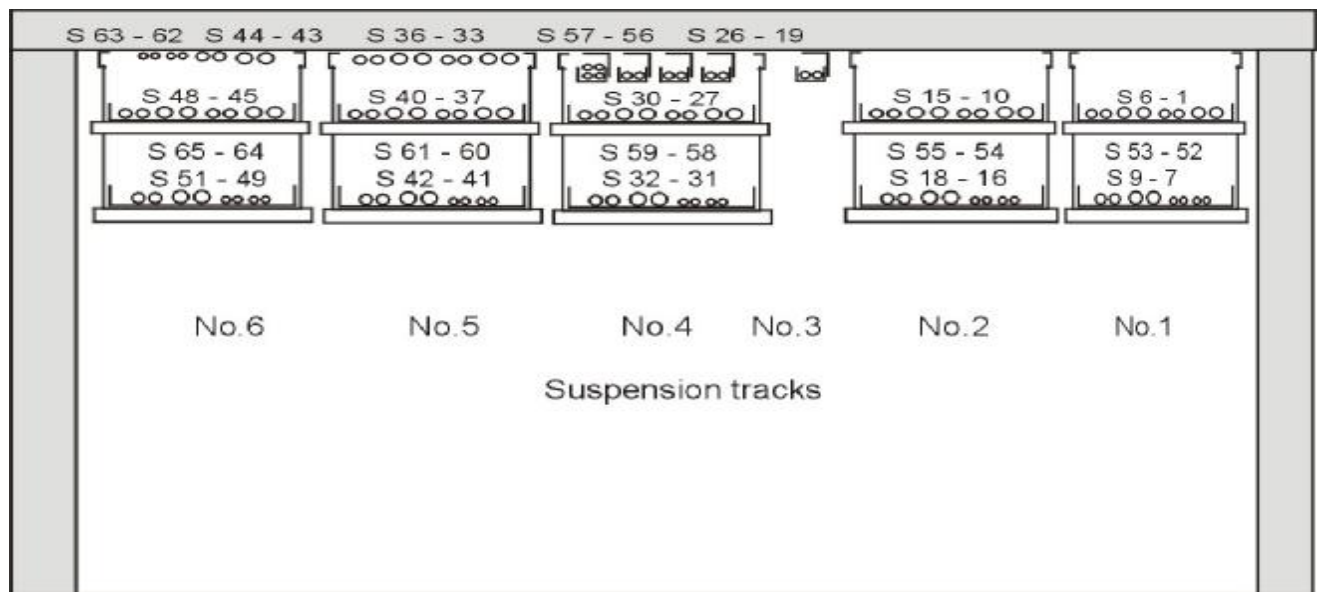 S 63 - 62 S 44 - 43 S 36 - 33 S 57 - 56 S 26 - 19
S 48 - 45 S 40 - 37 S 30 - 27 S 15 - 10 S 6 - 1
S 65 - 64 S 61 - 60 S 59 - 58 S 55 - 54 S 53 - 52
S 51 - 49 S 42 - 41 S 32 - 31 S 18 - 16 S 9 - 7
No.6 No.5 No.4 No.3 No.2 No.1
Suspension tracks